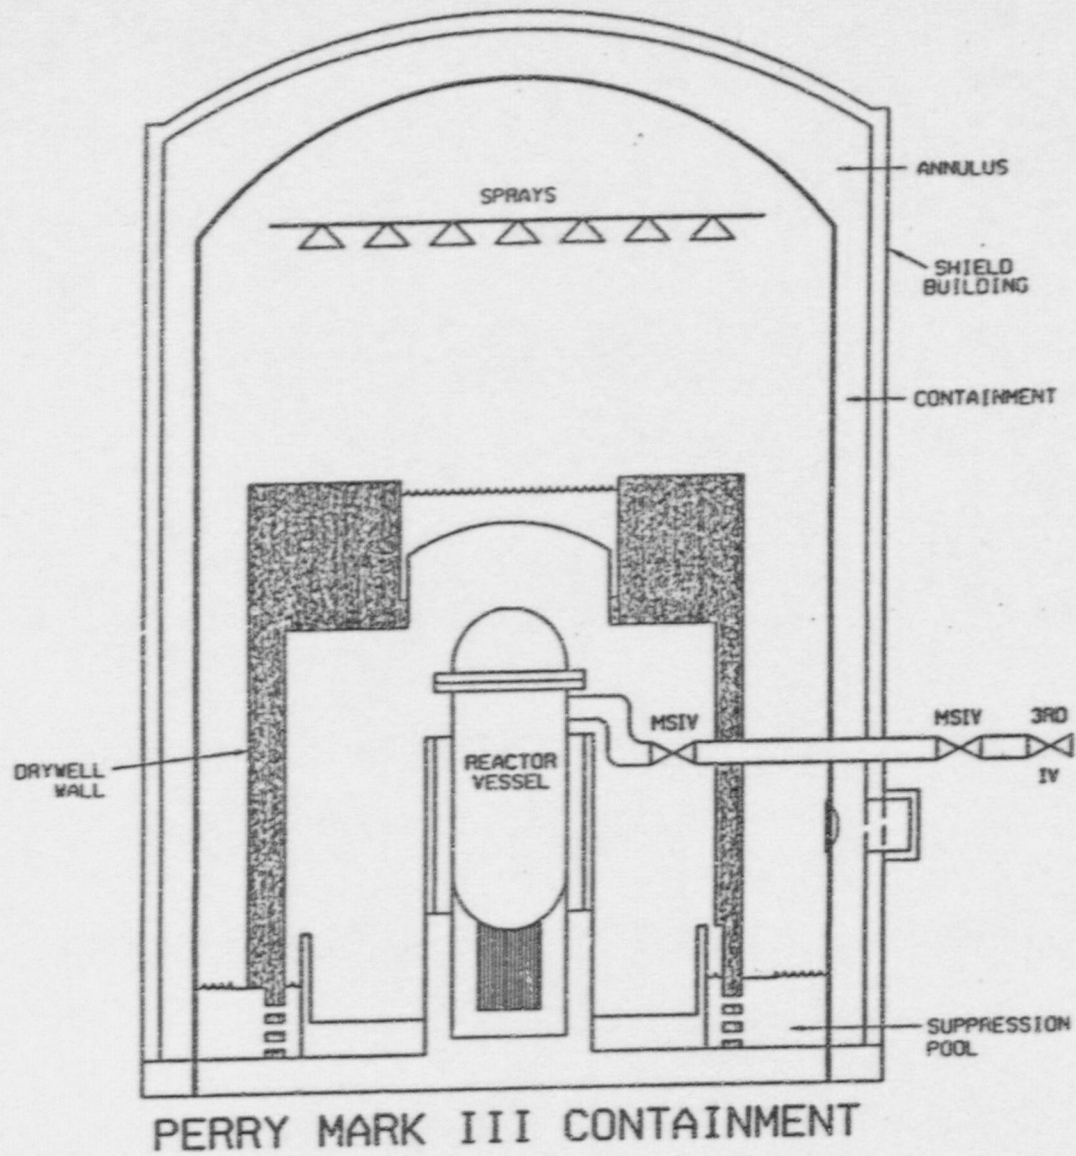 SPRAYS
ANNULUS
SHIELD
BUILDING
CONTAINMENT
MSIV
MSIV
3RD
IV
REACTOR
VESSEL
DRYWELL
WALL
SUPPRESSION
POOL
PERRY MARK III CONTAINMENT